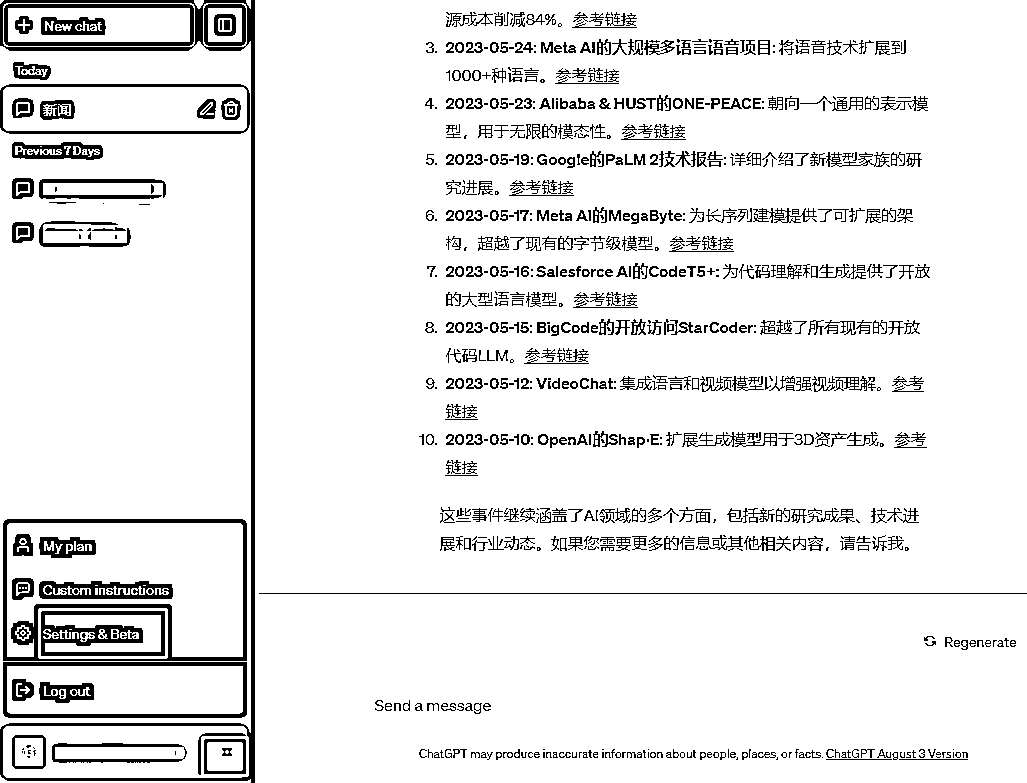 New chat
Today
新闻
Previous 7 Days
My plan
Custom instructions
Settings & Beta
Log out
源成本削减84%。参考链接
3. 2023-05-24: Meta AI的大规模多语言语音项目: 将语音技术扩展到
1000+种语言。参考链接
4. 2023-05-23: Alibaba & HUST的ONE-PEACE: 朝向一个通用的表示模
型，用于无限的模态性。参考链接
5. 2023-05-19: Google的PaLM 2技术报告: 详细介绍了新模型家族的研
究进展。参考链接
6. 2023-05-17: Meta AI的MegaByte: 为长序列建模提供了可扩展的架
构，超越了现有的字节级模型。参考链接
7. 2023-05-16: Salesforce AI的CodeT5+: 为代码理解和生成提供了开放
的大型语言模型。参考链接
8. 2023-05-15: BigCode的开放访问StarCoder: 超越了所有现有的开放
代码LLM。参考链接
9. 2023-05-12: VideoChat: 集成语言和视频模型以增强视频理解。参考
链接
10. 2023-05-10: OpenAI的Shap·E: 扩展生成模型用于3D资产生成。参考
链接
这些事件继续涵盖了AI领域的多个方面，包括新的研究成果、技术进
展和行业动态。如果您需要更多的信息或其他相关内容，请告诉我。
Regenerate
Send a message
ChatGPT may produce inaccurate information about people, places, or facts. ChatGPT August 3 Version